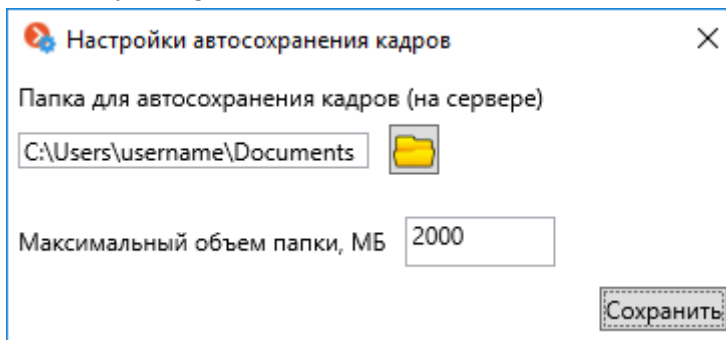 Настройки автосохранения кадров
Папка для автосохранения кадров (на сервере)
C:\Users\username\Documents
Максимальный объем папки, МБ 2000
Сохранить